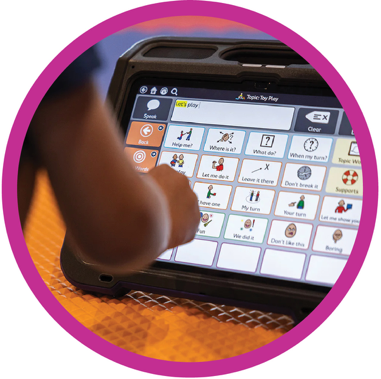 Topic-Toy Play
Let's play
Speak
Clear
Back
Help me!
Where is it?
What do?
When my turn?
Let me do it
Leave it there
Don't break it
Supports
have one
My turn
Your turn
Let me show you
Fun
We did it
Don't like this
Boring